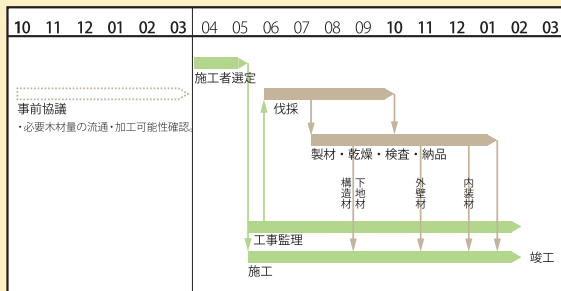 10 11 12 01 02 03 04 05 06 07 08 09 10 11 12 01 02 03
施工者選定
事前協議
・必要木材量の流通・加工可能性確認。
伐採
製材・乾燥・検査・納品
構造材
下地材
外壁材
内装材
工事監理
竣工
施工